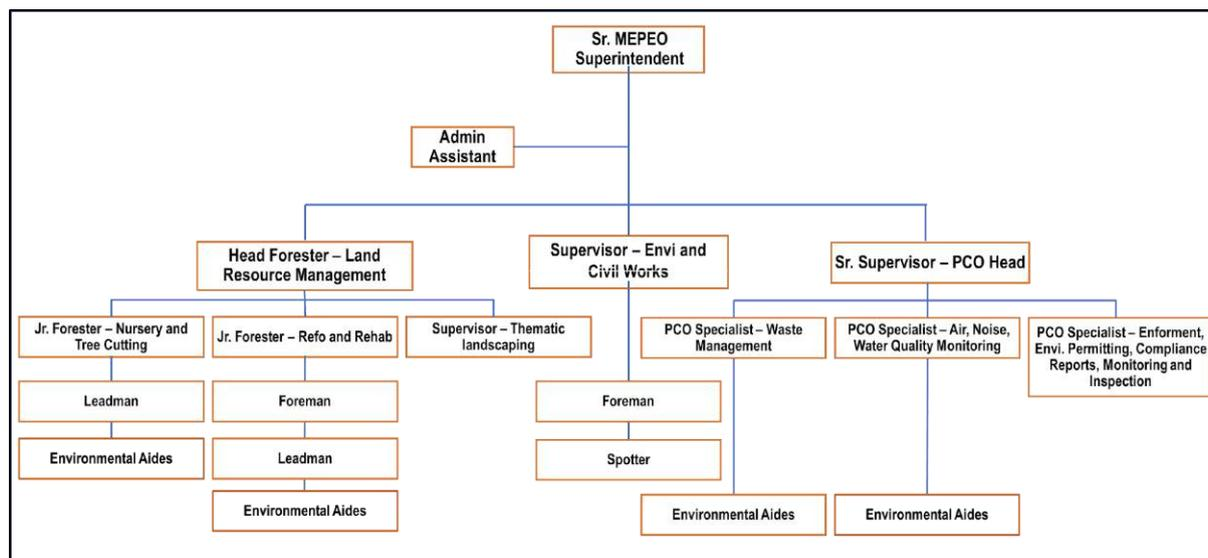 Sr. MEPEO
Superintendent
Admin
Assistant
Head Forester – Land
Resource Management
Supervisor – Envi and
Civil Works
Sr. Supervisor – PCO Head
Jr. Forester – Nursery and
Tree Cutting
Jr. Forester – Refo and Rehab
Supervisor – Thematic
landscaping
PCO Specialist – Waste
Management
PCO Specialist – Air, Noise,
Water Quality Monitoring
PCO Specialist – Enforment,
Envi. Permitting, Compliance
Reports, Monitoring and
Inspection
Leadman
Foreman
Foreman
Environmental Aides
Leadman
Spotter
Environmental Aides
Environmental Aides
Environmental Aides